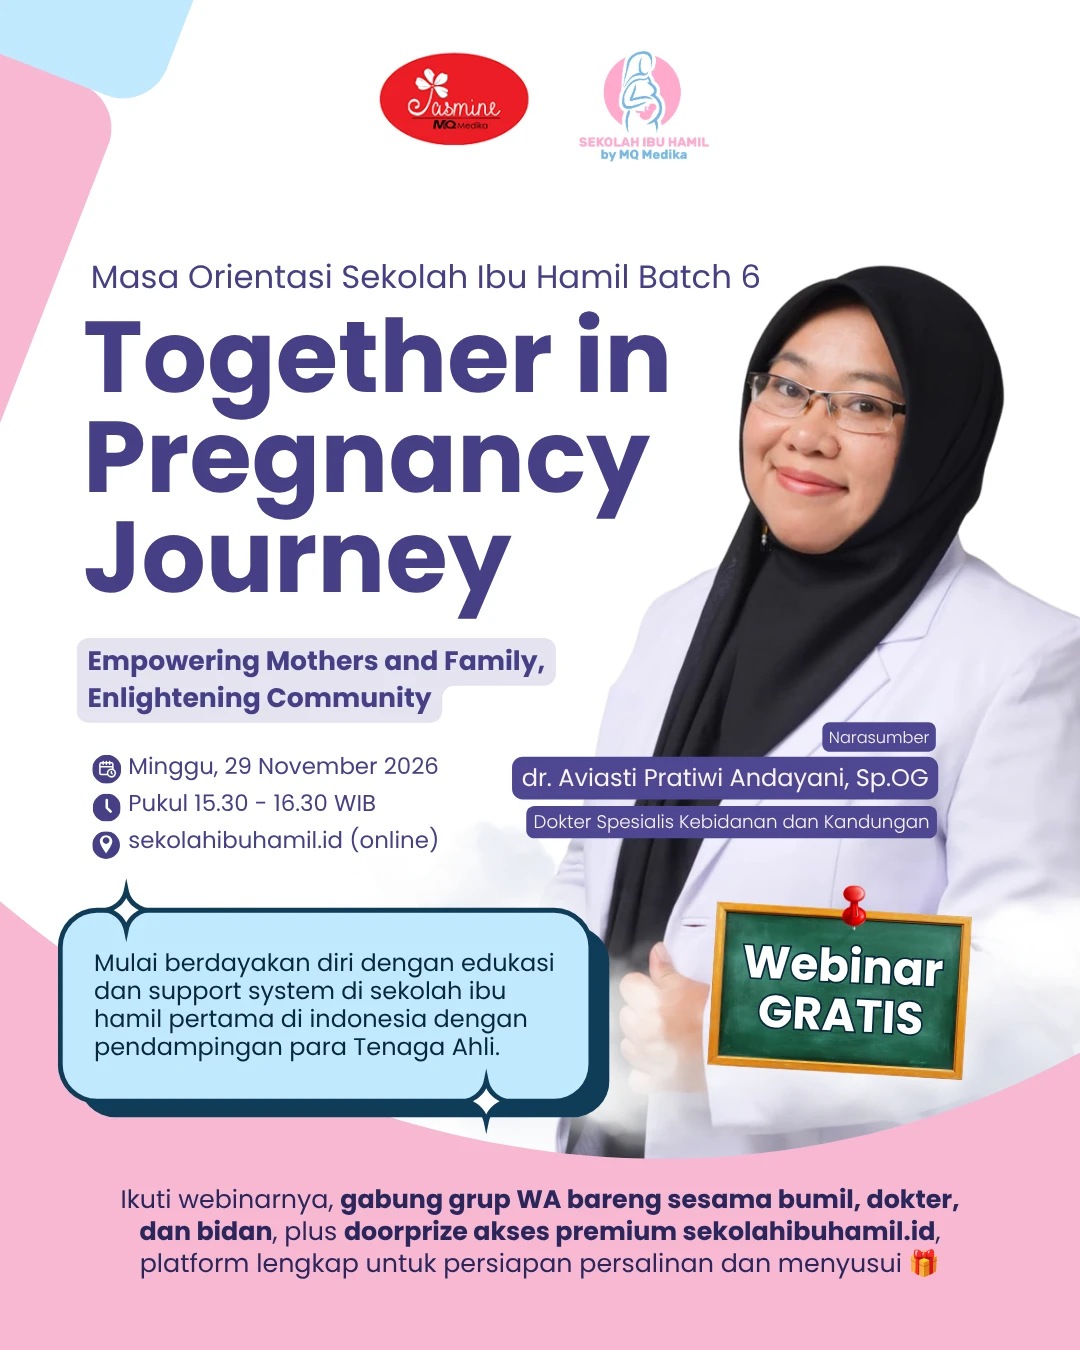 Jasmine
MQ Medika
SEKOLAH IBU HAMIL
by MQ Medika
Masa Orientasi Sekolah Ibu Hamil Batch 6
Together in
Pregnancy
Journey
Empowering Mothers and Family,
Enlightening Community
Minggu, 29 November 2026
Pukul 15.30 - 16.30 WIB
sekolahibuhamil.id (online)
Narasumber
dr. Aviasti Pratiwi Andayani, Sp.OG
Dokter Spesialis Kebidanan dan Kandungan
Mulai berdayakan diri dengan edukasi
dan support system di sekolah ibu
hamil pertama di indonesia dengan
pendampingan para Tenaga Ahli.
Webinar
GRATIS
Ikuti webinarnya, gabung grup WA bareng sesama bumil, dokter,
dan bidan, plus doorprize akses premium sekolahibuhamil.id,
platform lengkap untuk persiapan persalinan dan menyusui 🎁